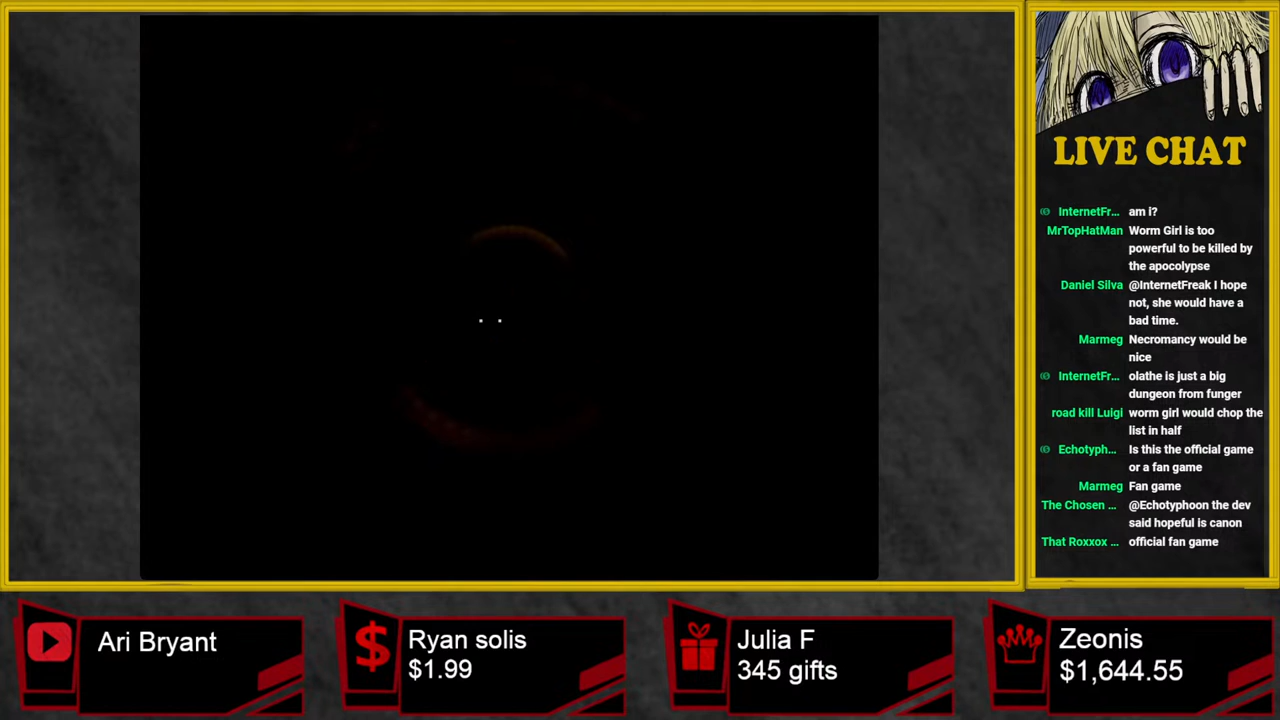 LIVE CHAT
InternetFr... am i?
MrTopHatMan Worm Girl is too
powerful to be killed by
the apocolypse
Daniel Silva @InternetFreak I hope
not, she would have a
bad time.
Marmeg Necromancy would be
nice
InternetFr... olathe is just a big
dungeon from funger
road kill Luigi worm girl would chop the
list in half
Echotyph... Is this the official game
or a fan game
Marmeg Fan game
The Chosen ... @Echotyphoon the dev
said hopeful is canon
That Roxxox ... official fan game
Ari Bryant
Ryan solis
$1.99
Julia F
345 gifts
Zeonis
$1,644.55